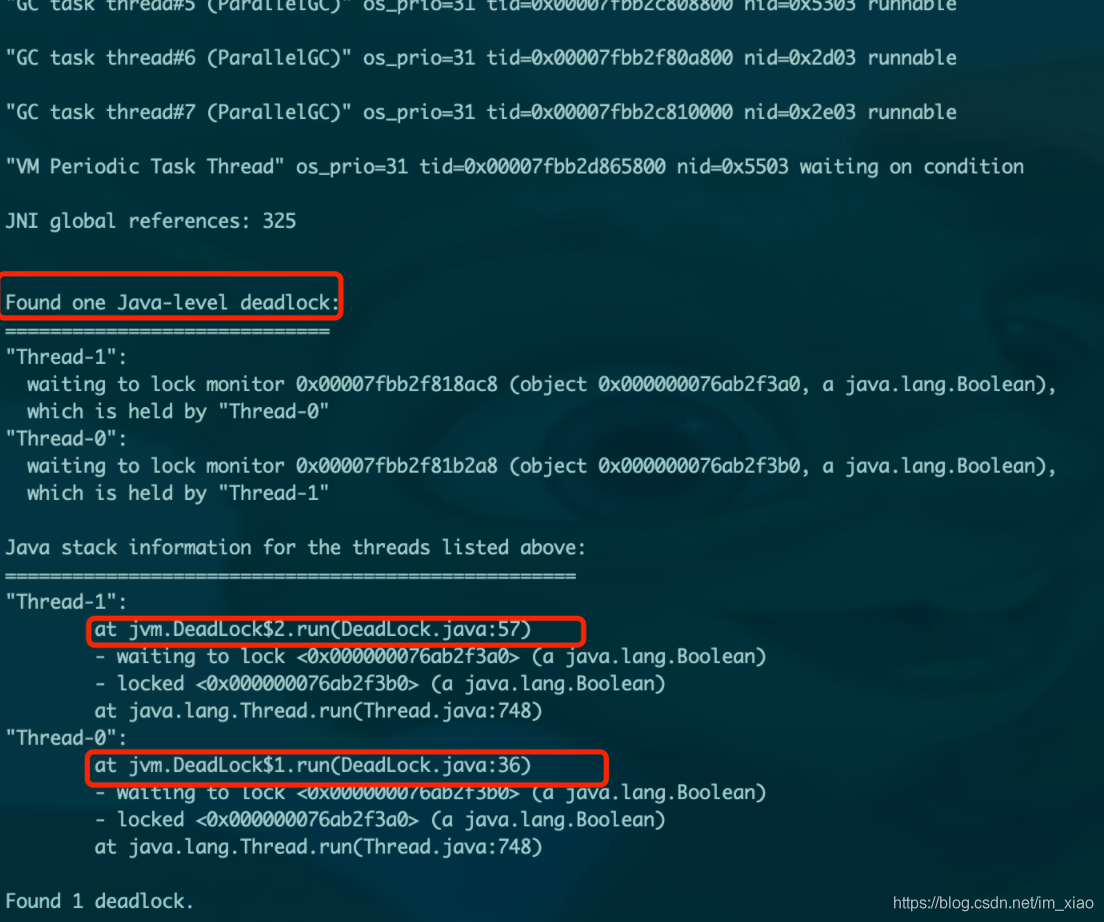 "GC task thread#5 (ParallelGC)" os_prio=31 tid=0x00007fbb2c808800 nid=0x5303 runnable
"GC task thread#6 (ParallelGC)" os_prio=31 tid=0x00007fbb2f80a800 nid=0x2d03 runnable
"GC task thread#7 (ParallelGC)" os_prio=31 tid=0x00007fbb2c810000 nid=0x2e03 runnable
"VM Periodic Task Thread" os_prio=31 tid=0x00007fbb2d865800 nid=0x5503 waiting on condition
JNI global references: 325
Found one Java-level deadlock:
=============================
"Thread-1":
  waiting to lock monitor 0x00007fbb2f818ac8 (object 0x000000076ab2f3a0, a java.lang.Boolean),
  which is held by "Thread-0"
"Thread-0":
  waiting to lock monitor 0x00007fbb2f81b2a8 (object 0x000000076ab2f3b0, a java.lang.Boolean),
  which is held by "Thread-1"
Java stack information for the threads listed above:
===================================================
"Thread-1":
        at jvm.DeadLock$2.run(DeadLock.java:57)
        - waiting to lock <0x000000076ab2f3a0> (a java.lang.Boolean)
        - locked <0x000000076ab2f3b0> (a java.lang.Boolean)
        at java.lang.Thread.run(Thread.java:748)
"Thread-0":
        at jvm.DeadLock$1.run(DeadLock.java:36)
        - waiting to lock <0x000000076ab2f3b0> (a java.lang.Boolean)
        - locked <0x000000076ab2f3a0> (a java.lang.Boolean)
        at java.lang.Thread.run(Thread.java:748)
Found 1 deadlock.
https://blog.csdn.net/im_xiao